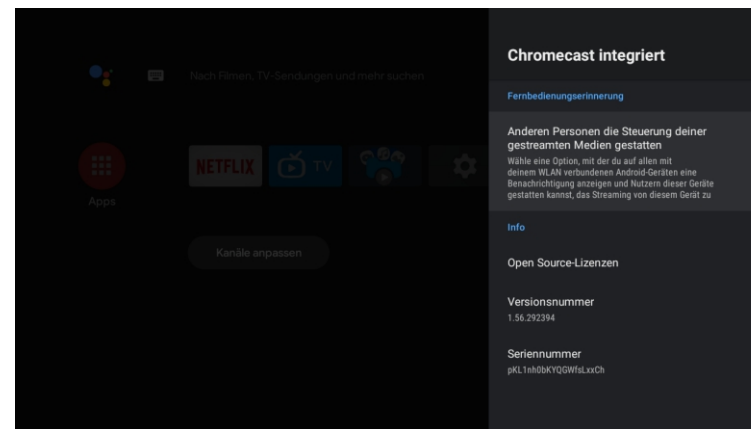 Chromecast integriert
Nach Filmen, TV-Sendungen und mehr suchen
Fernbedienungserinnerung
Anderen Personen die Steuerung deiner
gestreamten Medien gestatten
Wähle eine Option, mit der du auf allen mit
deinem WLAN verbundenen Android-Geräten eine
Benachrichtigung anzeigen und Nutzern dieser Geräte
gestatten kannst, das Streaming von diesem Gerät zu
NETFLIX
TV
Apps
Info
Kanäle anpassen
Open Source-Lizenzen
Versionsnummer
1.56.292394
Seriennummer
pKL1nh0bKYQGWfsLxxCh